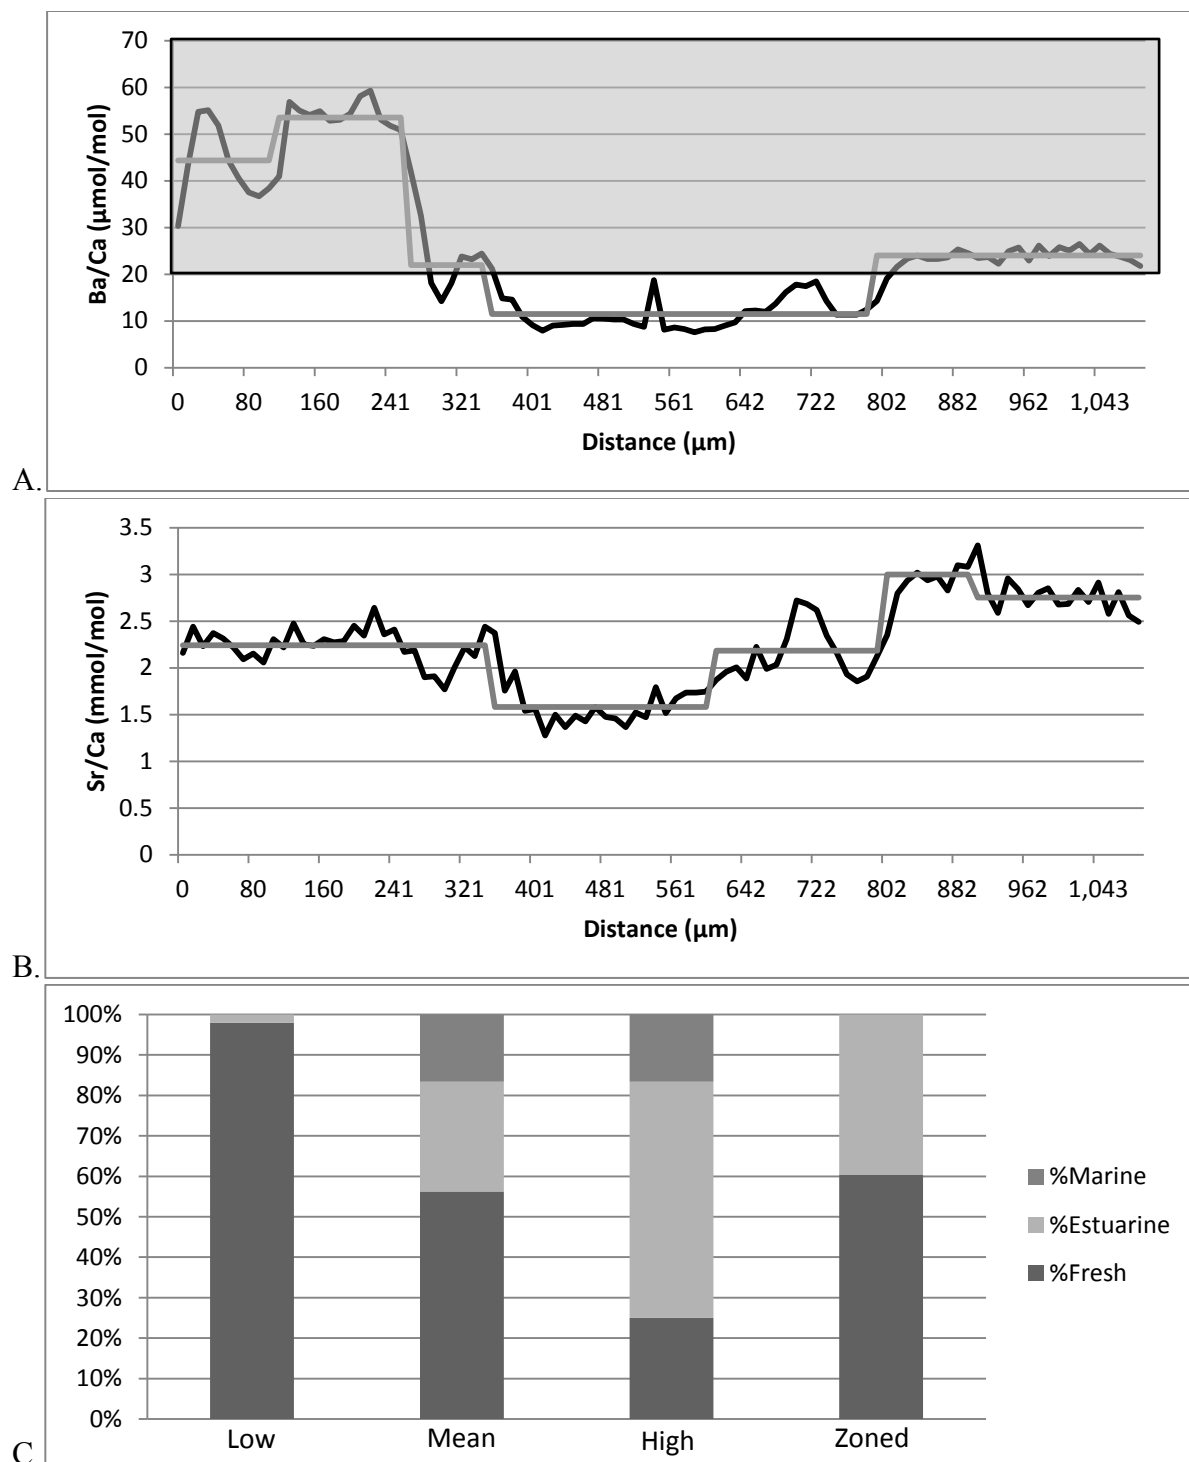 70
60
50
40
30
20
10
0
Ba/Ca (µmol/mol)
0 80 160 241 321 401 481 561 642 722 802 882 962 1,043
Distance (µm)
A.
3.5
3
2.5
2
1.5
1
0.5
0
Sr/Ca (mmol/mol)
0 80 160 241 321 401 481 561 642 722 802 882 962 1,043
Distance (µm)
B.
100%
90%
80%
70%
60%
50%
40%
30%
20%
10%
0%
Low Mean High Zoned
%Marine
%Estuarine
%Fresh
C